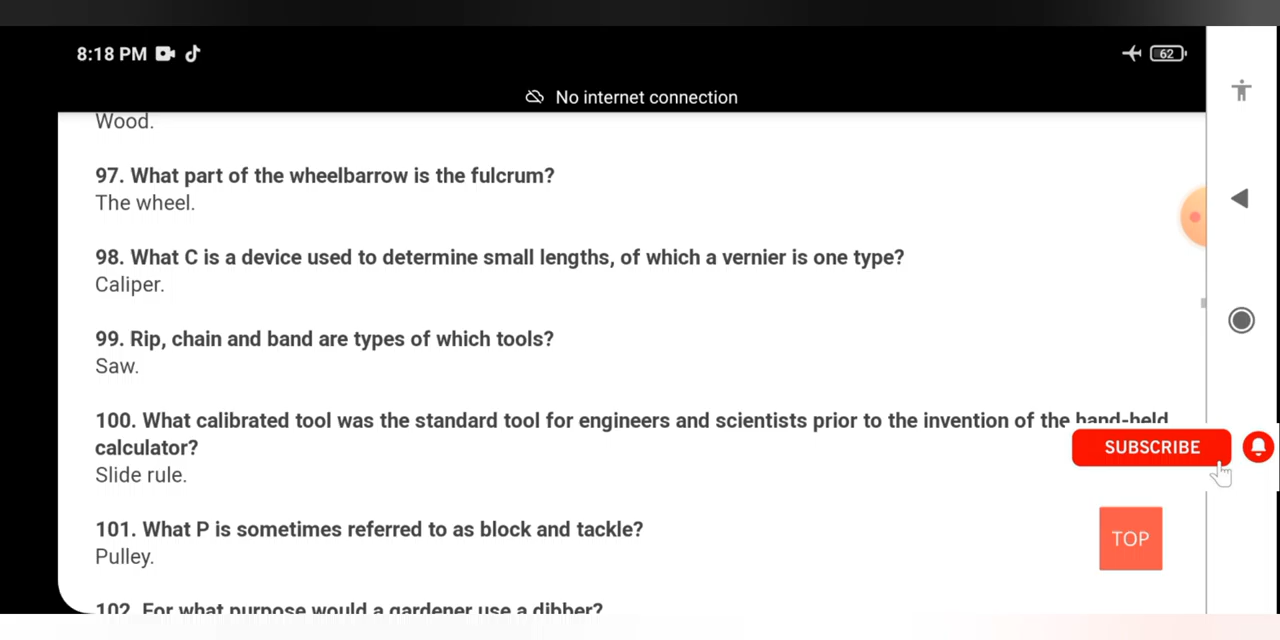 8:18 PM
62
No internet connection
Wood.
97. What part of the wheelbarrow is the fulcrum?
The wheel.
98. What C is a device used to determine small lengths, of which a vernier is one type?
Caliper.
99. Rip, chain and band are types of which tools?
Saw.
100. What calibrated tool was the standard tool for engineers and scientists prior to the invention of the hand-held
calculator?
SUBSCRIBE
Slide rule.
101. What P is sometimes referred to as block and tackle?
TOP
Pulley.
102. For what purpose would a gardener use a dibber?